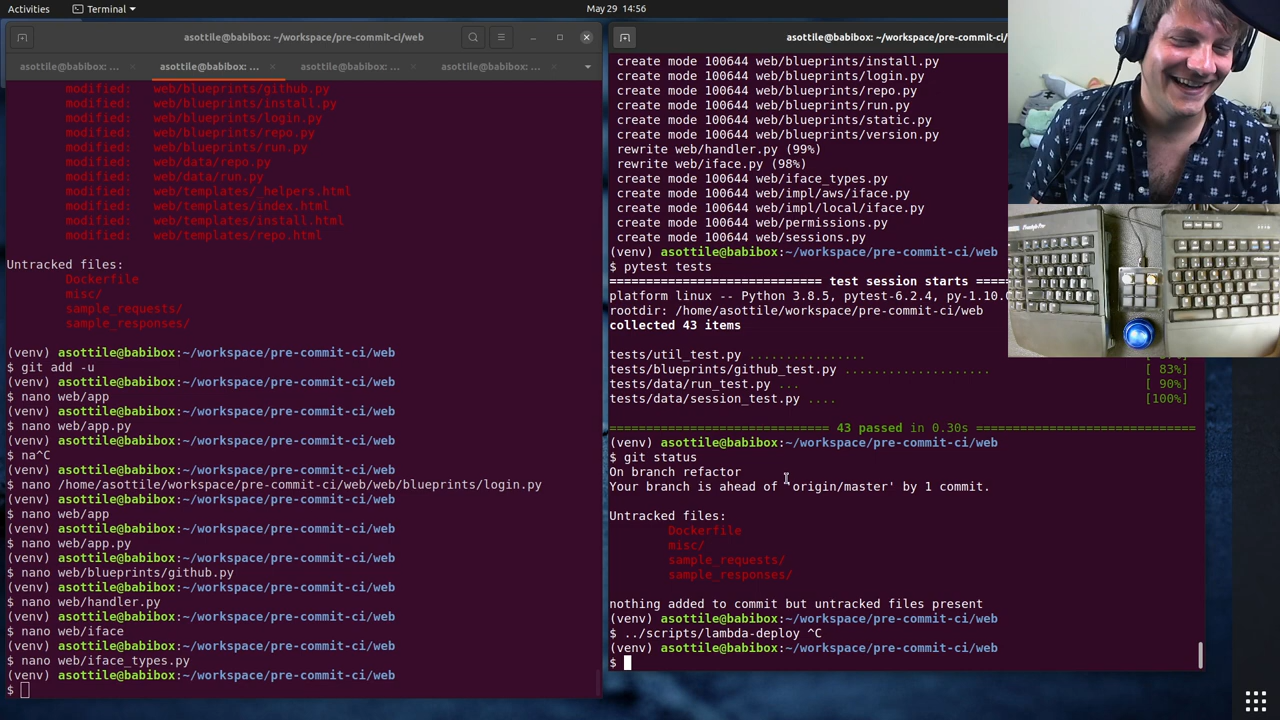 Activities
Terminal
May 29 14:56
asottile@babibox: ~/workspace/pre-commit-ci/web
asottile@babibox: ...
asottile@babibox: ...
asottile@babibox: ...
asottile@babibox: ...
modified: web/blueprints/github.py
modified: web/blueprints/install.py
modified: web/blueprints/login.py
modified: web/blueprints/repo.py
modified: web/blueprints/run.py
modified: web/data/repo.py
modified: web/data/run.py
modified: web/templates/_helpers.html
modified: web/templates/index.html
modified: web/templates/install.html
modified: web/templates/repo.html
Untracked files:
Dockerfile
misc/
sample_requests/
sample_responses/
(venv) asottile@babibox:~/workspace/pre-commit-ci/web
$ git add -u
(venv) asottile@babibox:~/workspace/pre-commit-ci/web
$ nano web/app
(venv) asottile@babibox:~/workspace/pre-commit-ci/web
$ nano web/app.py
(venv) asottile@babibox:~/workspace/pre-commit-ci/web
$ na^C
(venv) asottile@babibox:~/workspace/pre-commit-ci/web
$ nano /home/asottile/workspace/pre-commit-ci/web/web/blueprints/login.py
(venv) asottile@babibox:~/workspace/pre-commit-ci/web
$ nano web/app
(venv) asottile@babibox:~/workspace/pre-commit-ci/web
$ nano web/app.py
(venv) asottile@babibox:~/workspace/pre-commit-ci/web
$ nano web/blueprints/github.py
(venv) asottile@babibox:~/workspace/pre-commit-ci/web
$ nano web/handler.py
(venv) asottile@babibox:~/workspace/pre-commit-ci/web
$ nano web/iface
(venv) asottile@babibox:~/workspace/pre-commit-ci/web
$ nano web/iface_types.py
(venv) asottile@babibox:~/workspace/pre-commit-ci/web
$
asottile@babibox: ~/workspace/pre-commit-ci/
create mode 100644 web/blueprints/install.py
create mode 100644 web/blueprints/login.py
create mode 100644 web/blueprints/repo.py
create mode 100644 web/blueprints/run.py
create mode 100644 web/blueprints/static.py
create mode 100644 web/blueprints/version.py
rewrite web/handler.py (99%)
rewrite web/iface.py (98%)
create mode 100644 web/iface_types.py
create mode 100644 web/impl/aws/iface.py
create mode 100644 web/impl/local/iface.py
create mode 100644 web/permissions.py
create mode 100644 web/sessions.py
(venv) asottile@babibox:~/workspace/pre-commit-ci/web
$ pytest tests
============================= test session starts ====
platform linux -- Python 3.8.5, pytest-6.2.4, py-1.10.
rootdir: /home/asottile/workspace/pre-commit-ci/web
collected 43 items
tests/util_test.py ................
tests/blueprints/github_test.py .................... [ 83%]
tests/data/run_test.py ... [ 90%]
tests/data/session_test.py .... [100%]
============================== 43 passed in 0.30s ==============================
(venv) asottile@babibox:~/workspace/pre-commit-ci/web
$ git status
On branch refactor
Your branch is ahead of 'origin/master' by 1 commit.
Untracked files:
Dockerfile
misc/
sample_requests/
sample_responses/
nothing added to commit but untracked files present
(venv) asottile@babibox:~/workspace/pre-commit-ci/web
$ ../scripts/lambda-deploy ^C
(venv) asottile@babibox:~/workspace/pre-commit-ci/web
$